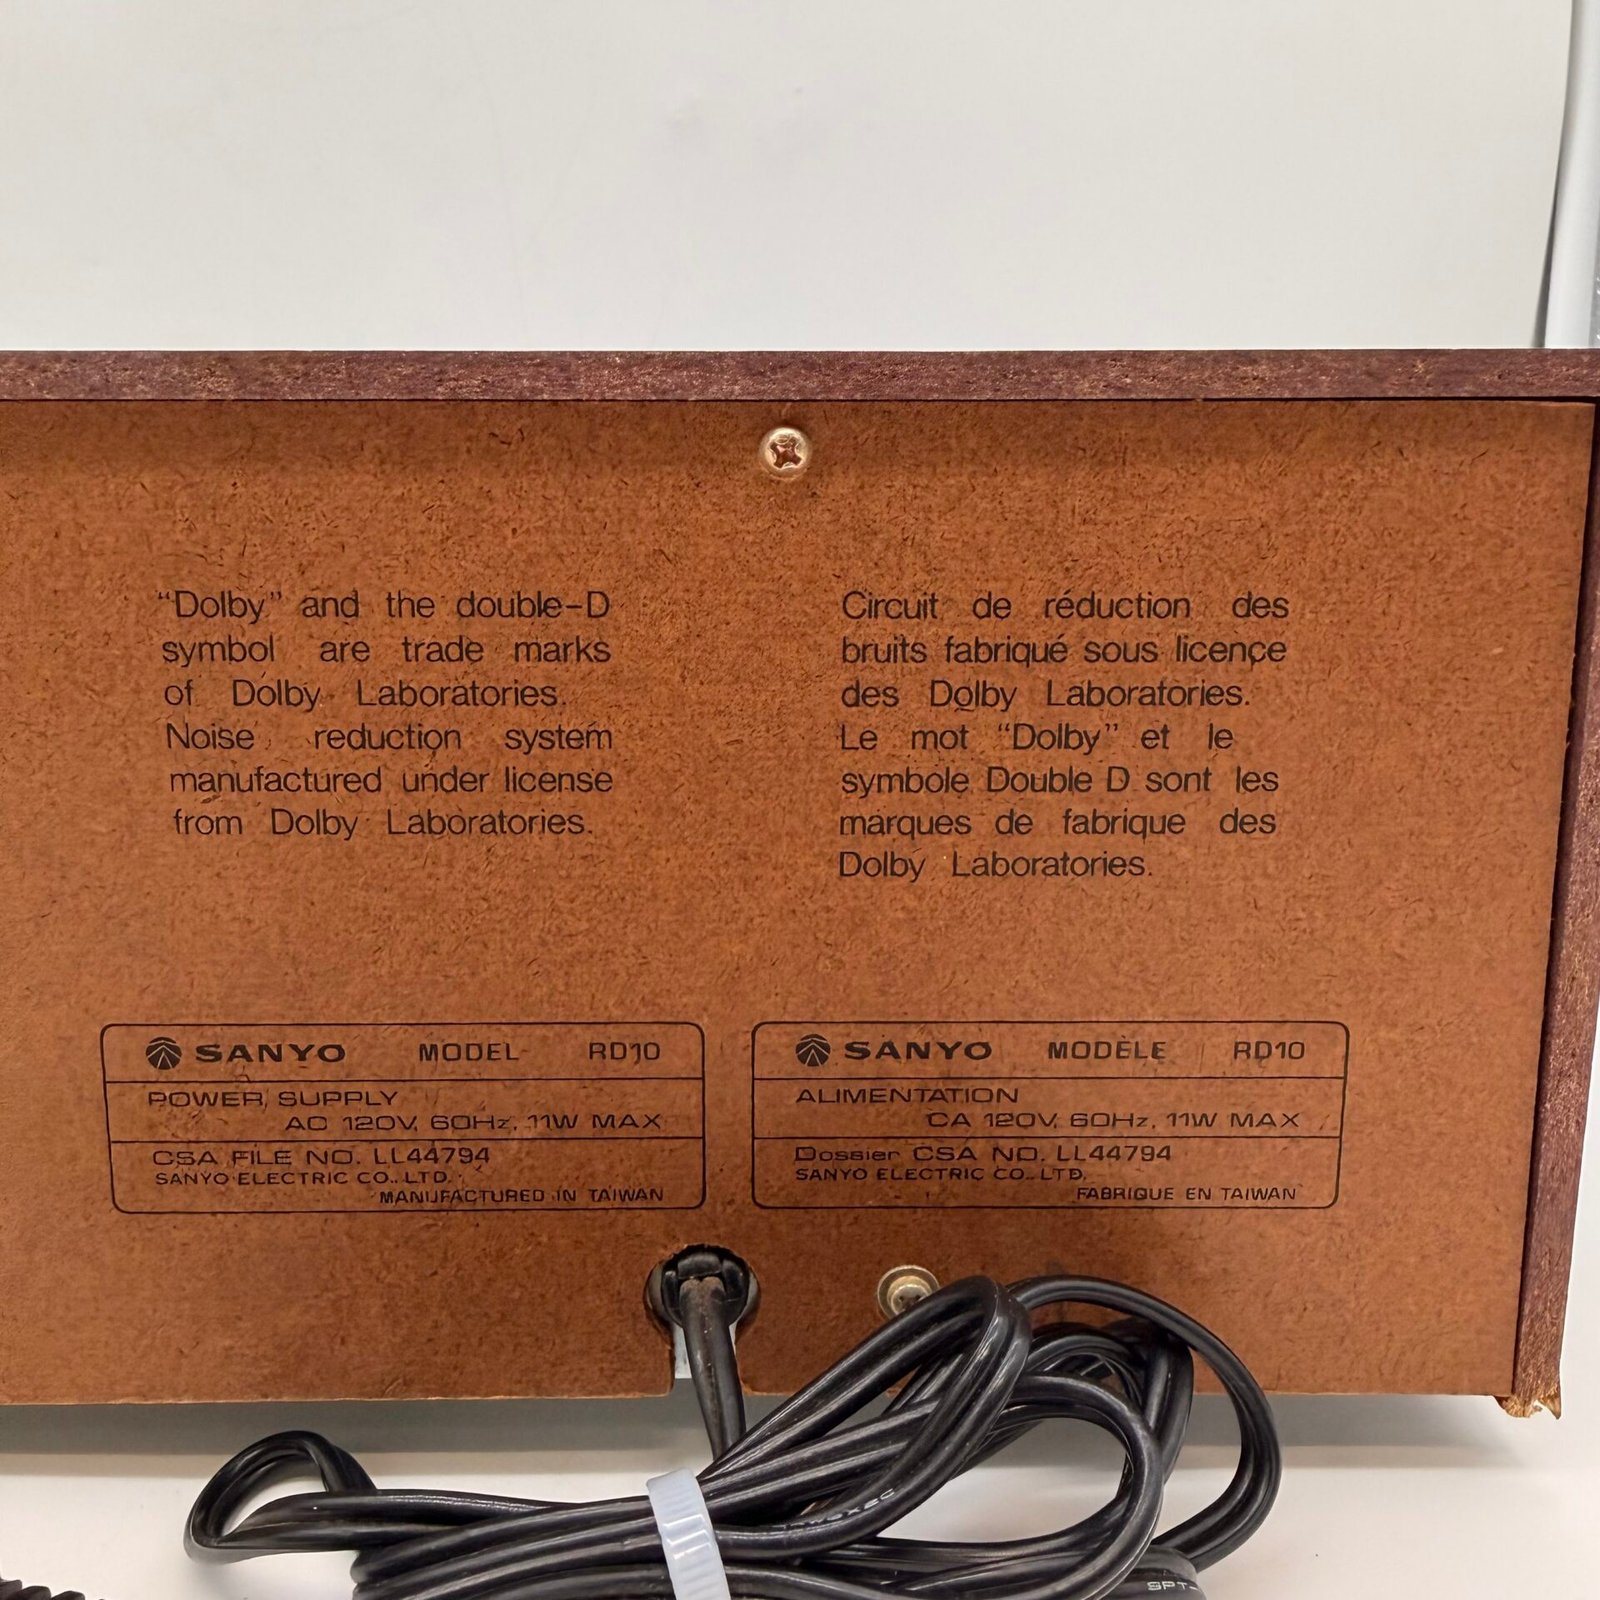 “Dolby” and the double-D
symbol are trade marks
of Dolby Laboratories.
Noise reduction system
manufactured under license
from Dolby Laboratories.
Circuit de réduction des
bruits fabriqué sous licence
des Dolby Laboratories.
Le mot “Dolby” et le
symbole Double D sont les
marques de fabrique des
Dolby Laboratories.
SANYO MODEL RD10
POWER SUPPLY
AC 120V, 60Hz, 11W MAX
CSA FILE NO. LL44794
SANYO ELECTRIC CO., LTD.
MANUFACTURED IN TAIWAN
SANYO MODÈLE RD10
ALIMENTATION
CA 120V, 60Hz, 11W MAX
Dossier CSA NO. LL44794
SANYO ELECTRIC CO., LTD.
FABRIQUE EN TAIWAN
SPT-